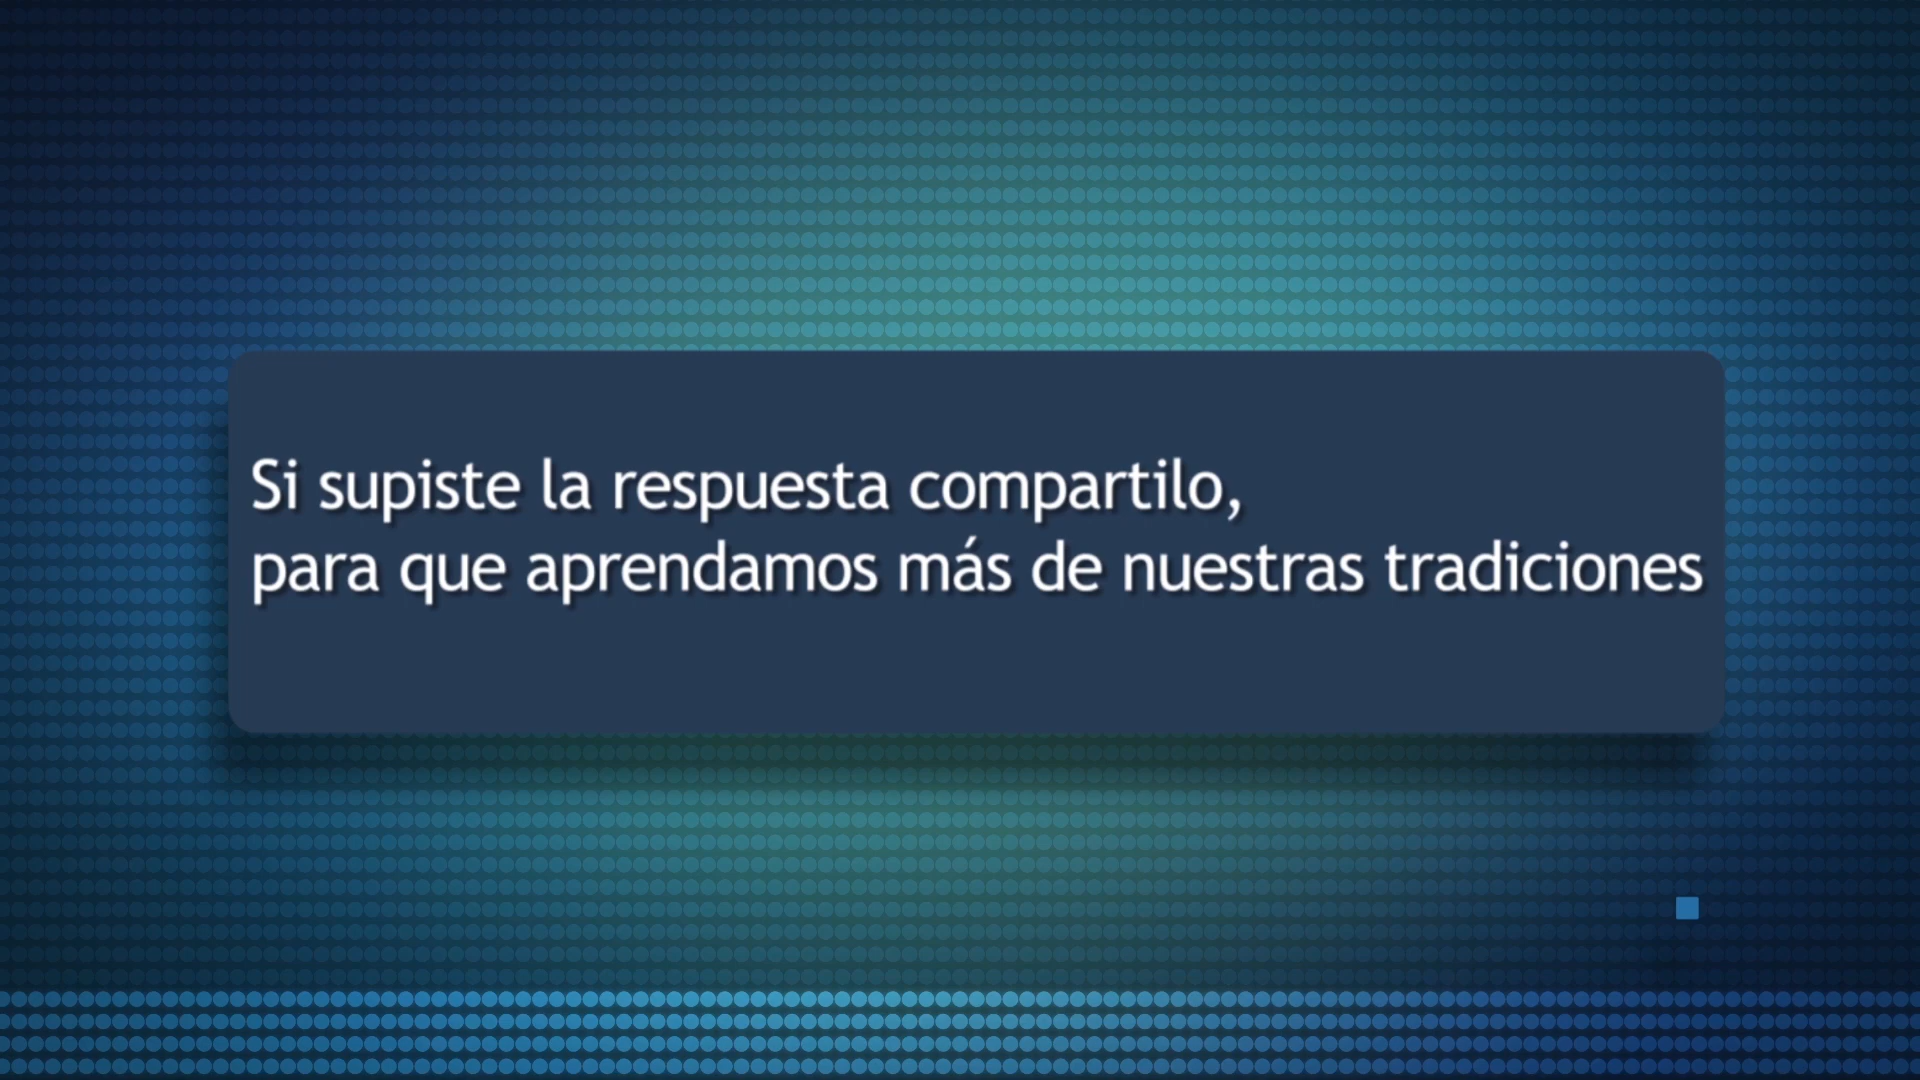 Si supiste la respuesta compartilo,
para que aprendamos más de nuestras tradiciones